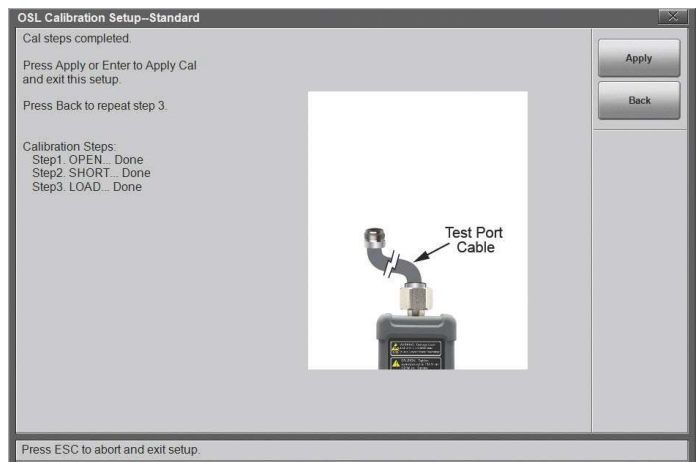 OSL Calibration Setup--Standard
Cal steps completed.
Press Apply or Enter to Apply Cal
and exit this setup.
Press Back to repeat step 3.
Calibration Steps:
Step1. OPEN... Done
Step2. SHORT... Done
Step3. LOAD... Done
Test Port
Cable
Apply
Back
Press ESC to abort and exit setup.